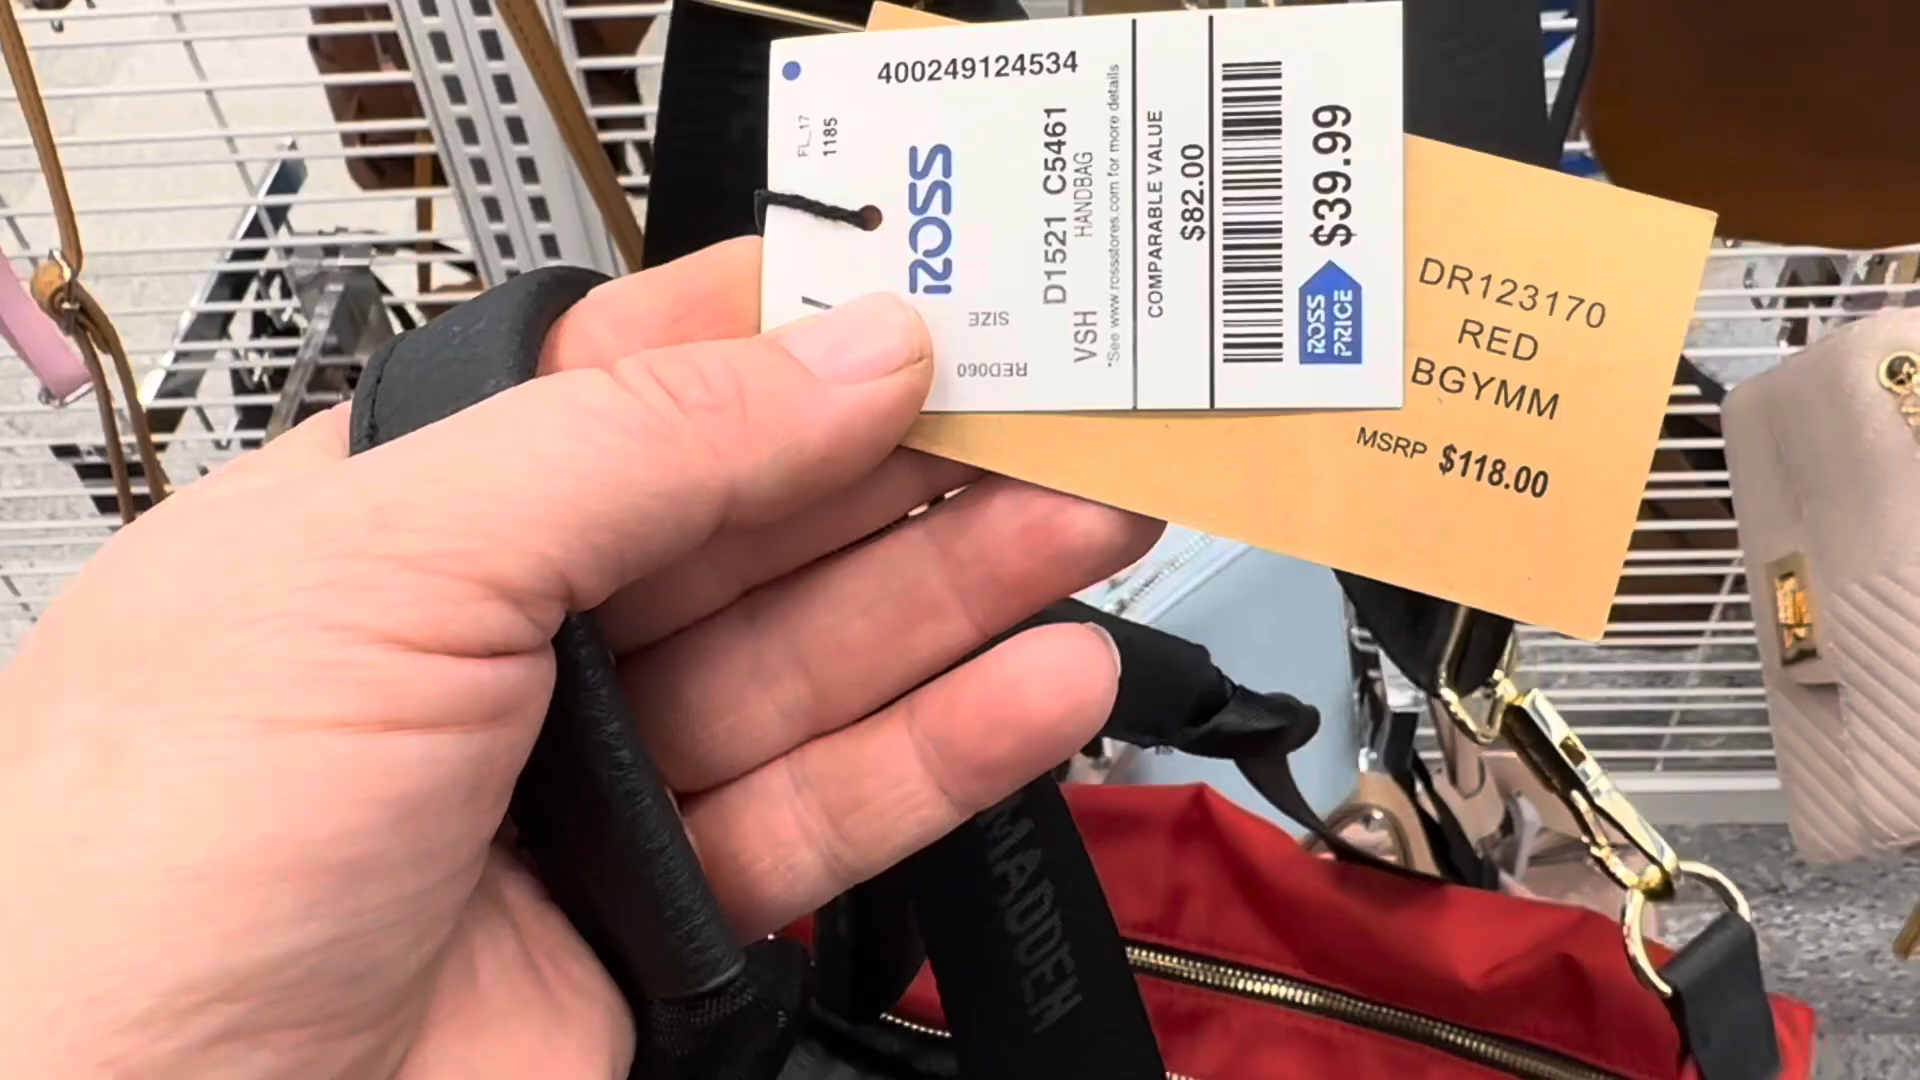 400249124534
FL_17
1185
ROSS
SIZE
RED060
D1521 C5461
VSH HANDBAG
*See www.rossstores.com for more details
COMPARABLE VALUE
$82.00
ROSS
PRICE
$39.99
DR123170
RED
BGYMM
MSRP $118.00
MADDEN